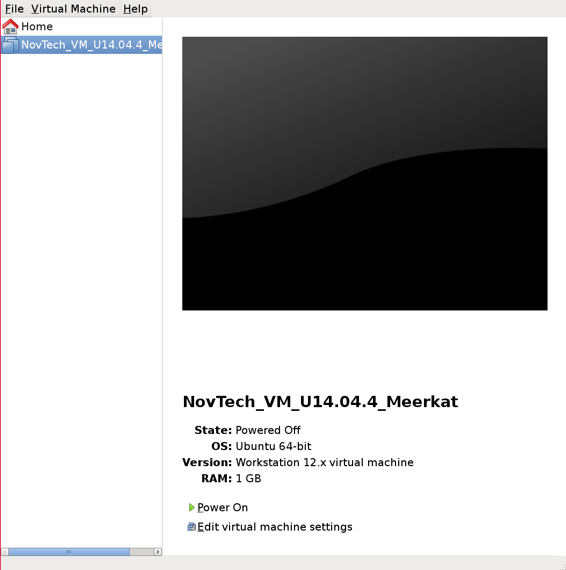 File Virtual Machine Help
Home
NovTech_VM_U14.04.4_Me
NovTech_VM_U14.04.4_Meerkat
State: Powered Off
OS: Ubuntu 64-bit
Version: Workstation 12.x virtual machine
RAM: 1 GB
Power On
Edit virtual machine settings